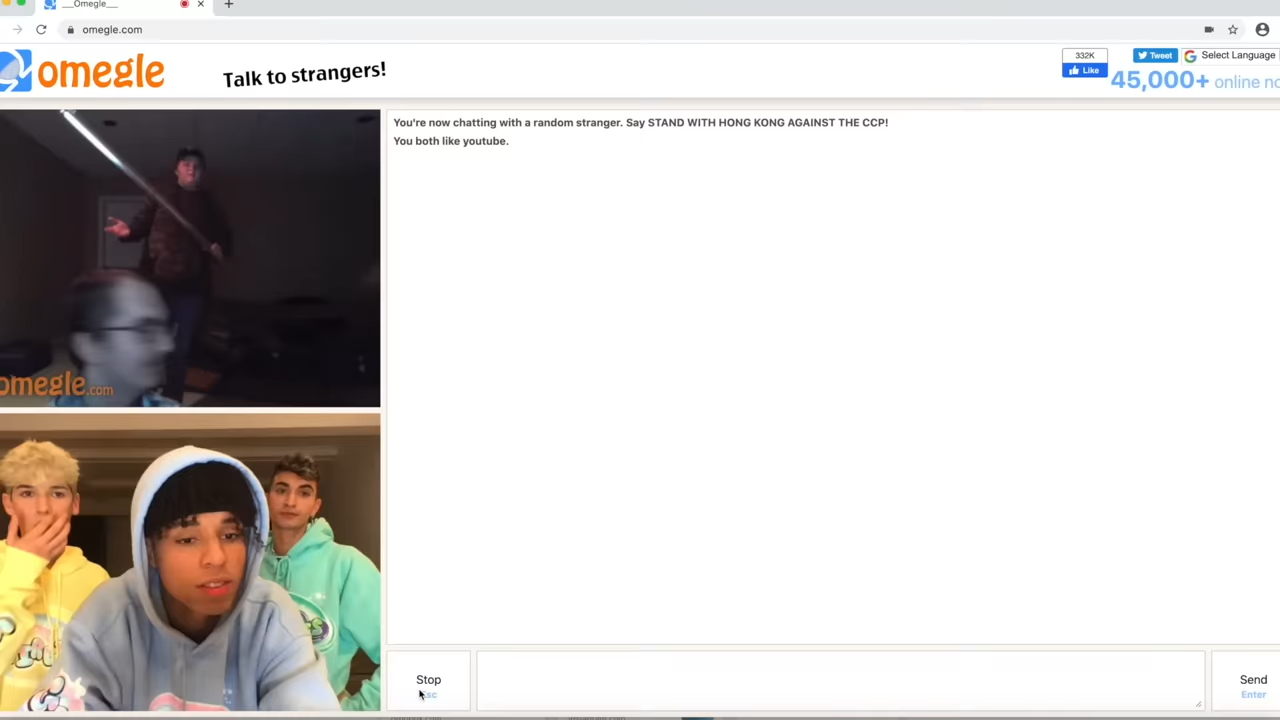 __Omegle__
omegle.com
omegle
Talk to strangers!
332K
Like
Tweet
Select Language
45,000+ online no
You're now chatting with a random stranger. Say STAND WITH HONG KONG AGAINST THE CCP!
You both like youtube.
omegle.com
Stop
Send
Enter